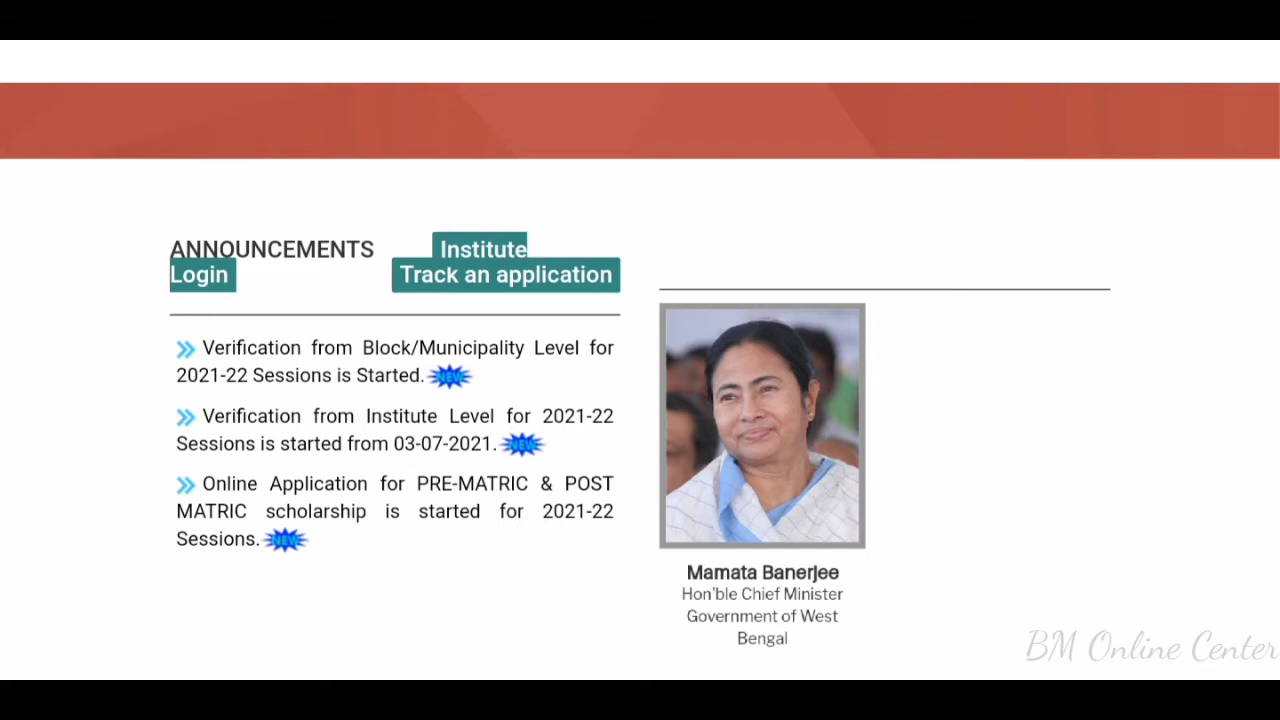 ANNOUNCEMENTS Institute
Login Track an application
Verification from Block/Municipality Level for
2021-22 Sessions is Started. NEW
Verification from Institute Level for 2021-22
Sessions is started from 03-07-2021. NEW
Online Application for PRE-MATRIC & POST
MATRIC scholarship is started for 2021-22
Sessions. NEW
Mamata Banerjee
Hon'ble Chief Minister
Government of West
Bengal
BM Online Center